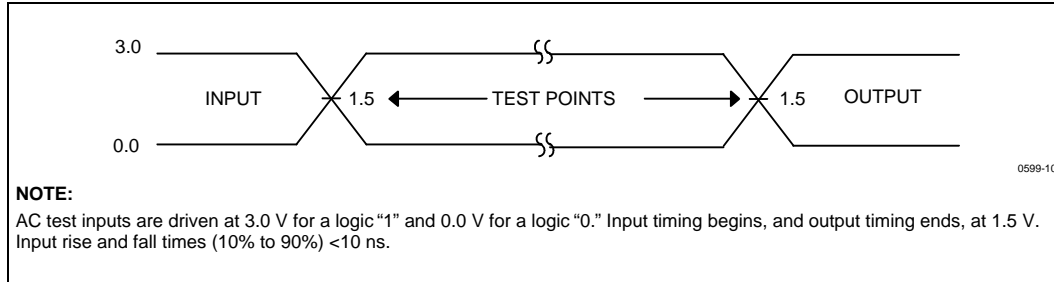 3.0
INPUT 1.5 TEST POINTS 1.5 OUTPUT
0.0
0599-10
NOTE:
AC test inputs are driven at 3.0 V for a logic “1” and 0.0 V for a logic “0.” Input timing begins, and output timing ends, at 1.5 V.
Input rise and fall times (10% to 90%) <10 ns.